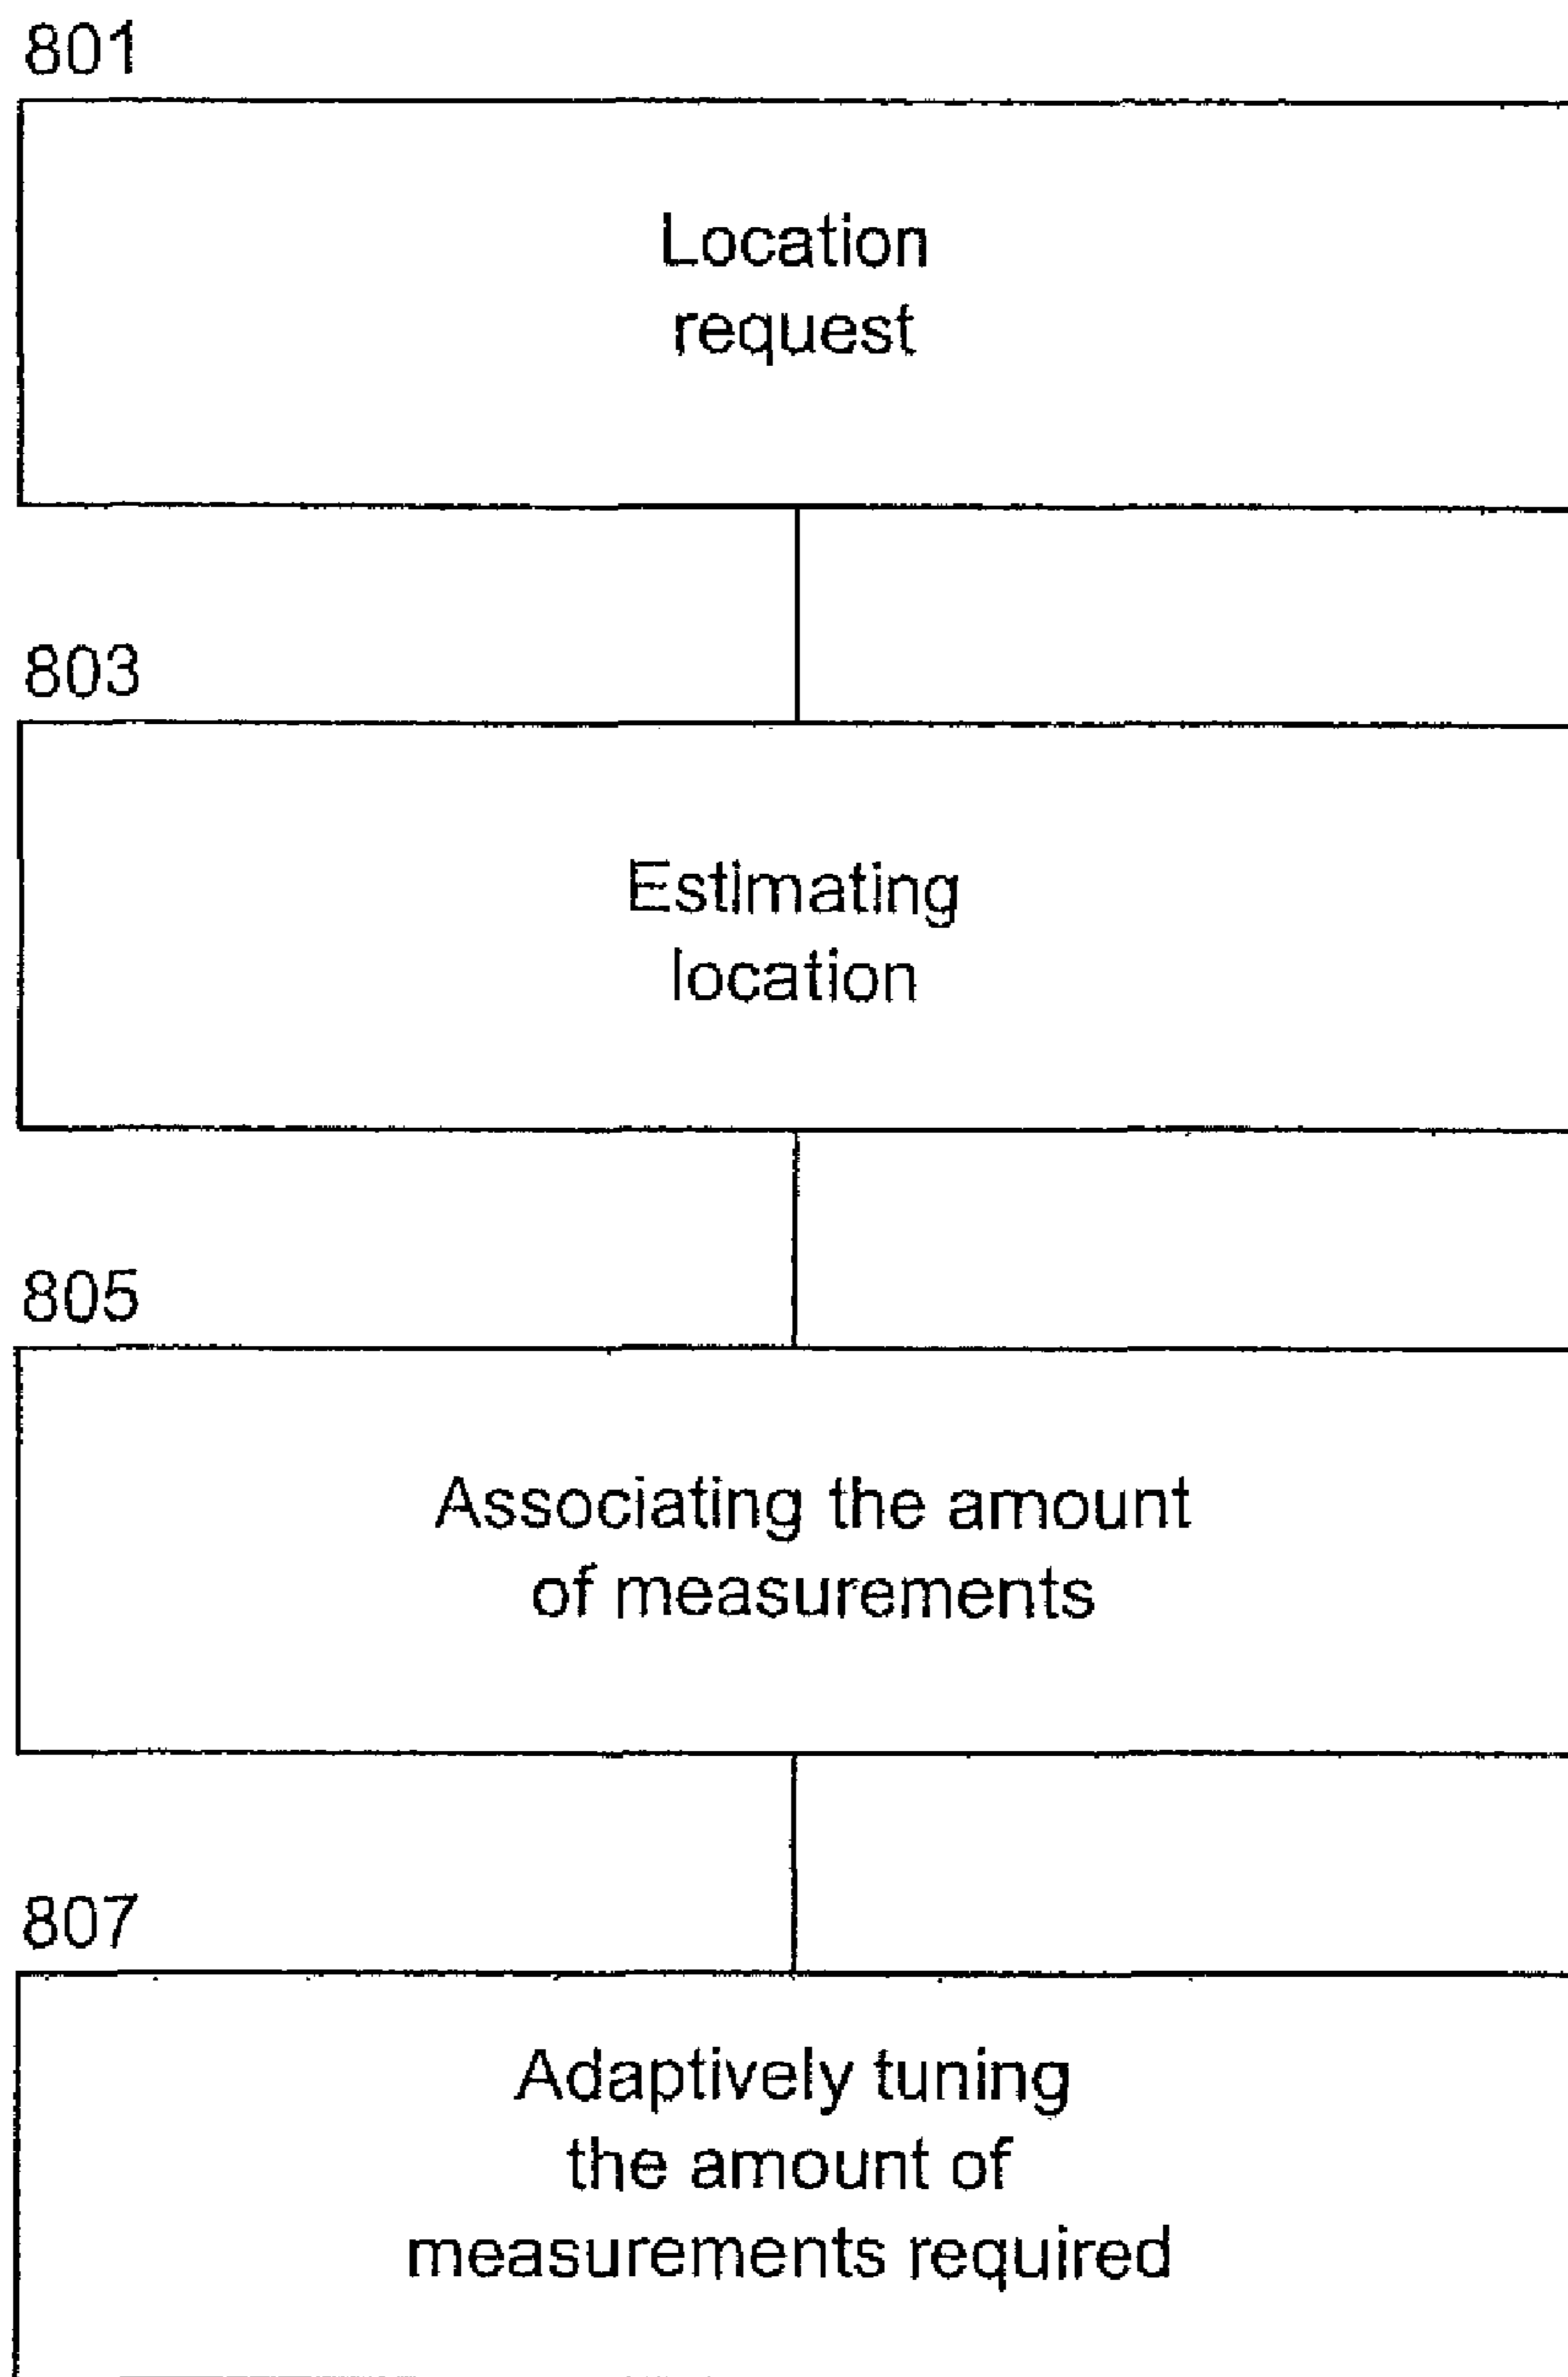 801
Location
request
803
Estimating
location
805
Associating the amount
of measurements
807
Adaptively tuning
the amount of
measurements required